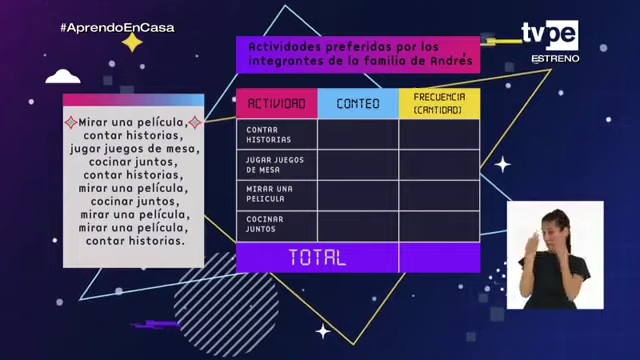 #AprendoEnCasa
tvpe
ESTRENO
Actividades preferidas por los
integrantes de la familia de Andrés
Mirar una película,
contar historias,
jugar juegos de mesa,
cocinar juntos,
contar historias,
mirar una película,
cocinar juntos,
mirar una película,
mirar una película,
contar historias.
ACTIVIDAD CONTEO FRECUENCIA
(CANTIDAD)
CONTAR
HISTORIAS
JUGAR JUEGOS
DE MESA
MIRAR UNA
PELICULA
COCINAR
JUNTOS
TOTAL